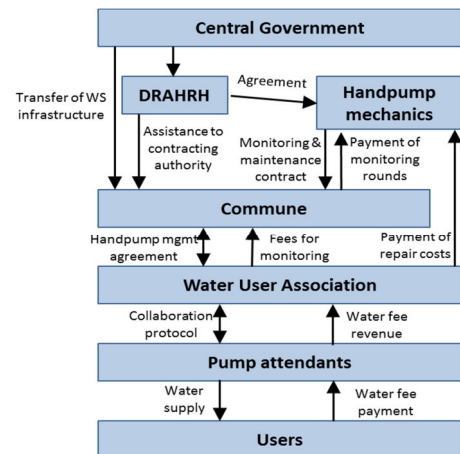 Central Government
Transfer of WS
infrastructure
DRAHRH
Agreement
Handpump
mechanics
Assistance to
contracting
authority
Monitoring &
maintenance
contract
Payment of
monitoring
rounds
Commune
Handpump mgmt
agreement
Fees for
monitoring
Payment of
repair costs
Water User Association
Collaboration
protocol
Water fee
revenue
Pump attendants
Water
supply
Water fee
payment
Users